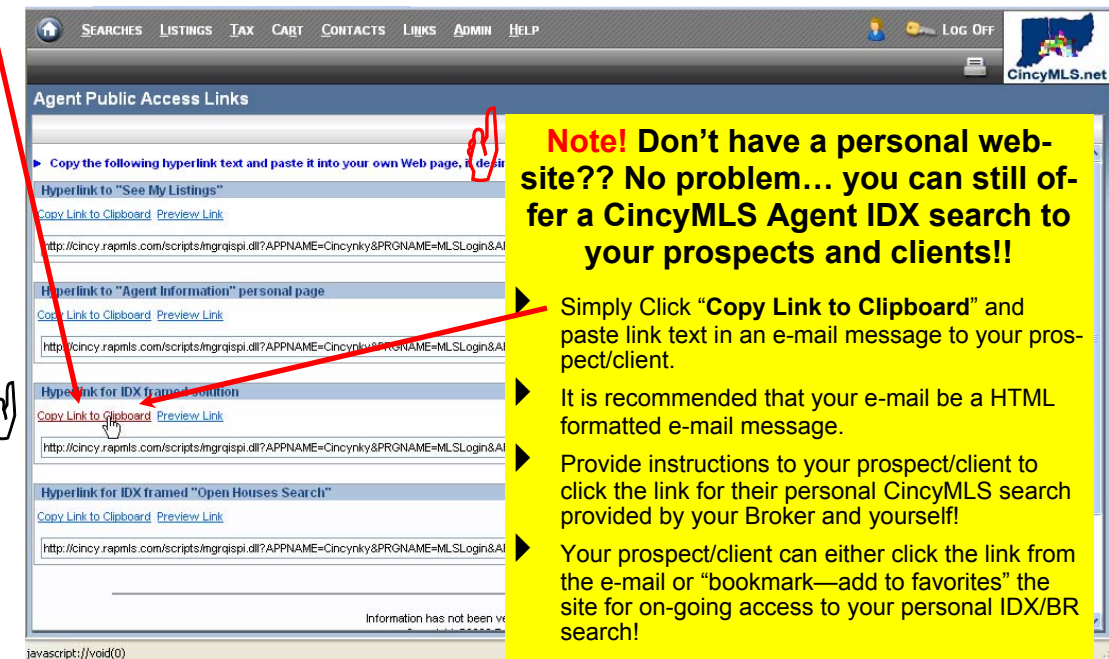 SEARCHES LISTINGS TAX CART CONTACTS LINKS ADMIN HELP LOG OFF
CincyMLS.net
Agent Public Access Links
Copy the following hyperlink text and paste it into your own Web page, if
Hyperlink to "See My Listings"
Copy Link to Clipboard Preview Link
http://cincy.rapmls.com/scripts/mgrqispi.dll?APPNAME=Cincynky&PRGNAME=MLSLogin&A
Hyperlink to "Agent Information" personal page
Copy Link to Clipboard Preview Link
http://cincy.rapmls.com/scripts/mgrqispi.dll?APPNAME=Cincynky&PRGNAME=MLSLogin&A
Hyperlink for IDX framed solution
Copy Link to Clipboard Preview Link
http://cincy.rapmls.com/scripts/mgrqispi.dll?APPNAME=Cincynky&PRGNAME=MLSLogin&A
Hyperlink for IDX framed "Open Houses Search"
Copy Link to Clipboard Preview Link
http://cincy.rapmls.com/scripts/mgrqispi.dll?APPNAME=Cincynky&PRGNAME=MLSLogin&A
Information has not been
javascript://void(0)
Note! Don’t have a personal web-
site?? No problem… you can still of-
fer a CincyMLS Agent IDX search to
your prospects and clients!!
Simply Click “Copy Link to Clipboard” and
paste link text in an e-mail message to your pros-
pect/client.
It is recommended that your e-mail be a HTML
formatted e-mail message.
Provide instructions to your prospect/client to
click the link for their personal CincyMLS search
provided by your Broker and yourself!
Your prospect/client can either click the link from
the e-mail or “bookmark—add to favorites” the
site for on-going access to your personal IDX/BR
search!